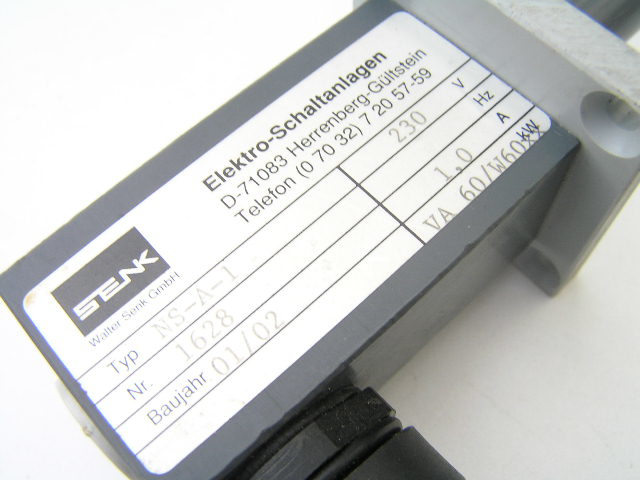 Elektro-Schaltanlagen
D-71083 Herrenberg-Gültstein
Telefon (0 70 32) 7 20 57-59
SENK
Walter Senk GmbH
Typ NS-A-1 230 V
Nr. 1628 Hz
Baujahr 01/02 1,0 A
VA 60/W60 kW